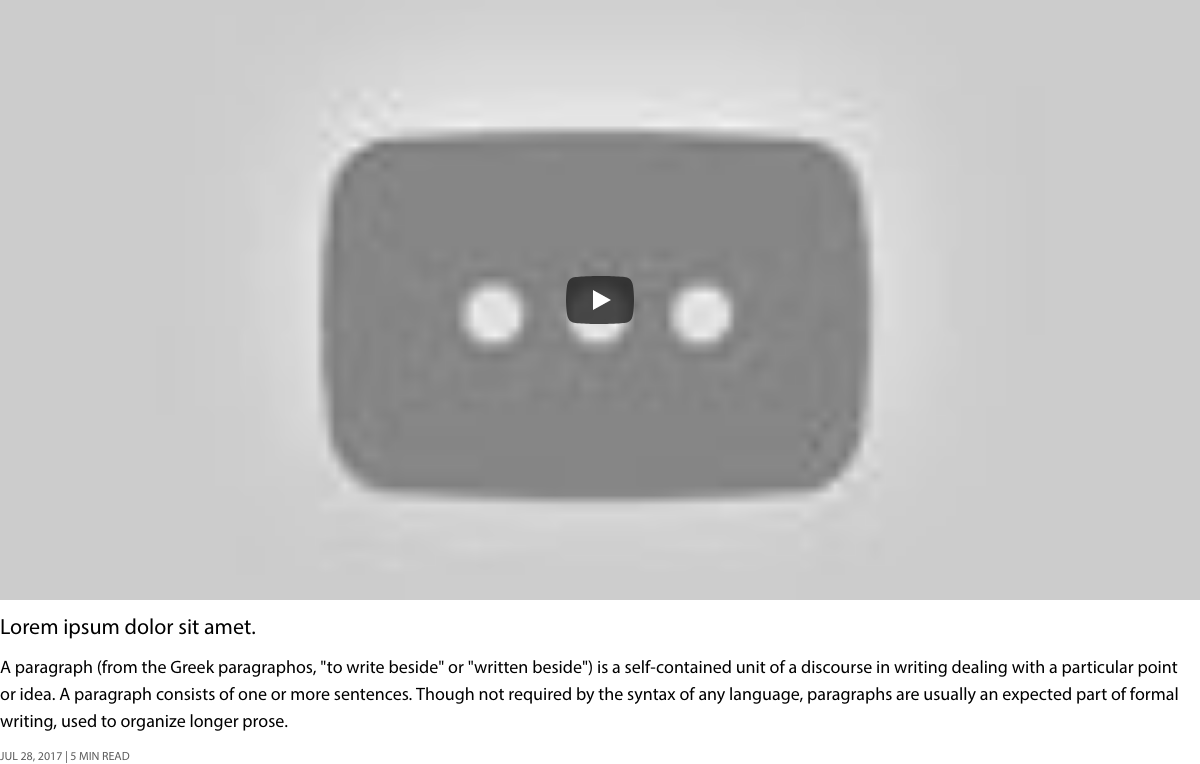 Lorem ipsum dolor sit amet.
A paragraph (from the Greek paragraphos, "to write beside" or "written beside") is a self-contained unit of a discourse in writing dealing with a particular point
or idea. A paragraph consists of one or more sentences. Though not required by the syntax of any language, paragraphs are usually an expected part of formal
writing, used to organize longer prose.
JUL 28, 2017 | 5 MIN READ